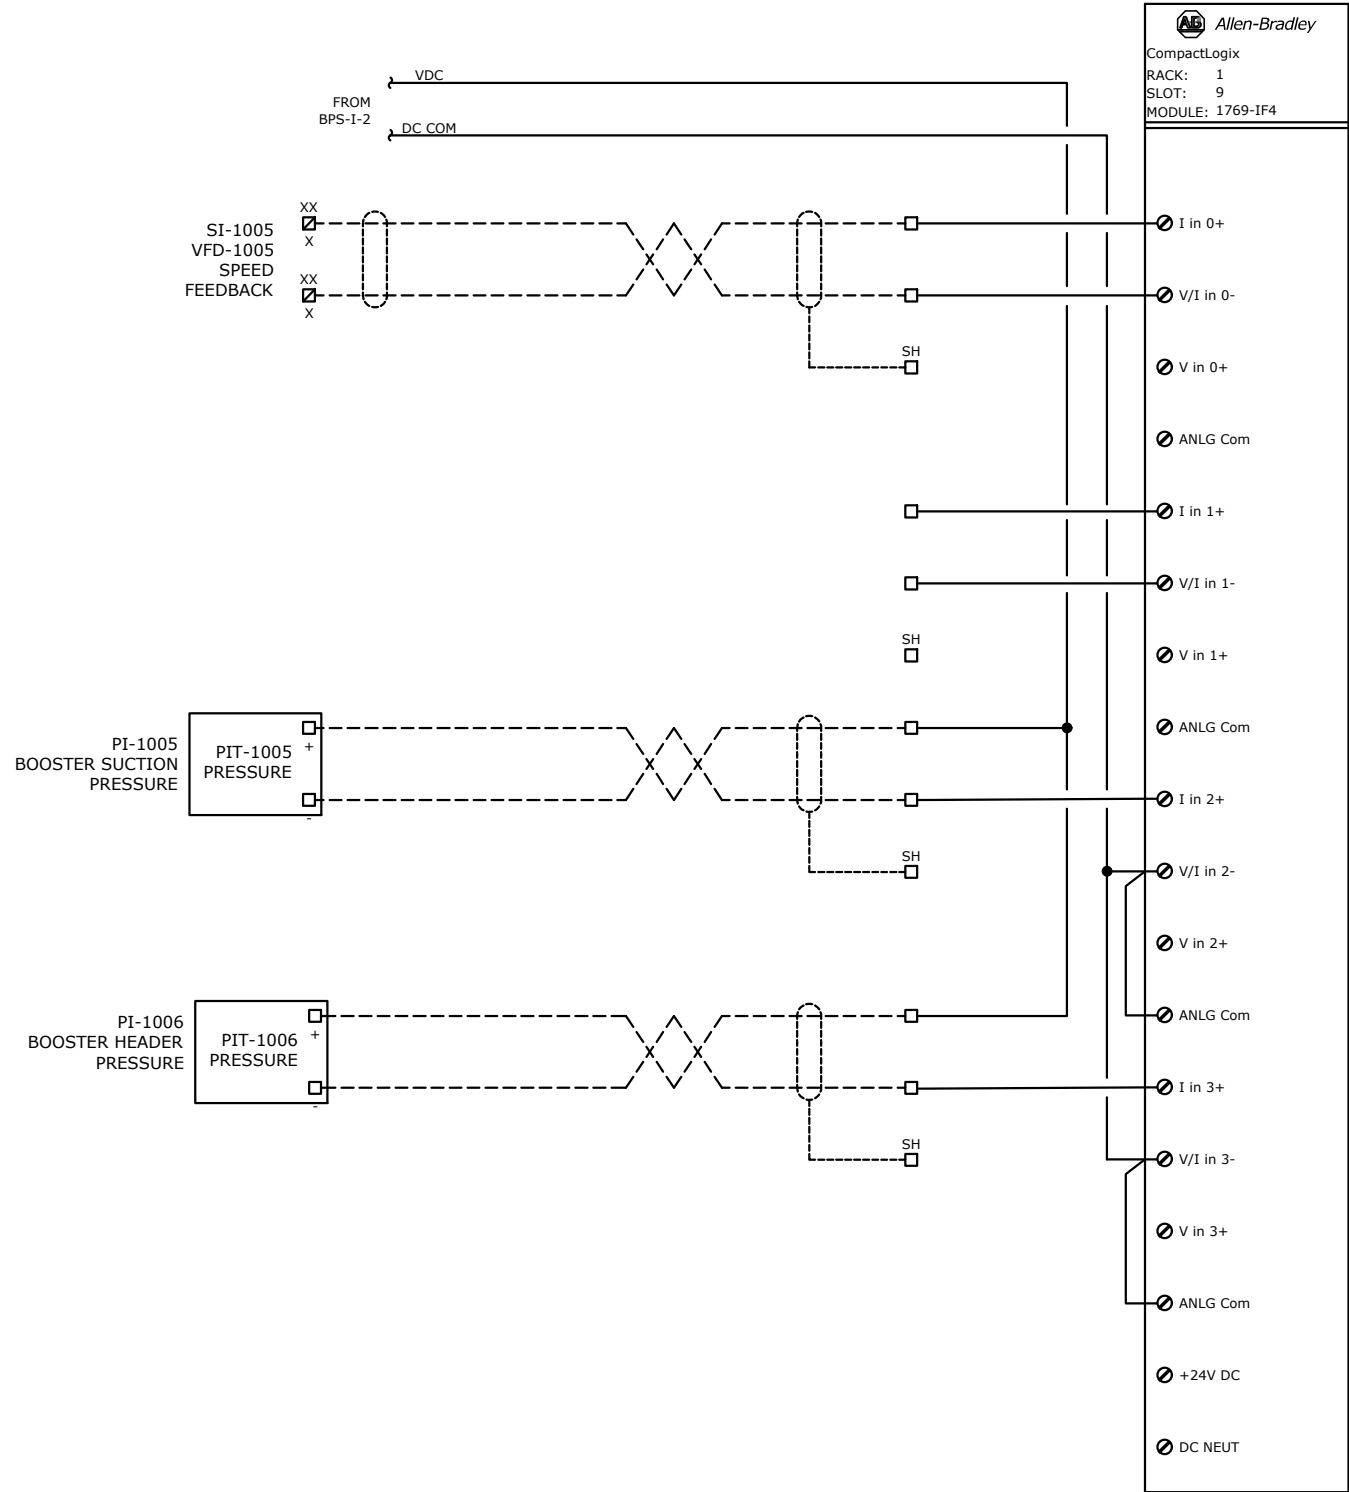 AB Allen-Bradley
CompactLogix
RACK: 1
SLOT: 9
MODULE: 1769-IF4
VDC
FROM
BPS-I-2
DC COM
SI-1005
VFD-1005
SPEED
FEEDBACK
XX
X
XX
X
SH
I in 0+
V/I in 0-
V in 0+
ANLG Com
I in 1+
V/I in 1-
SH
V in 1+
ANLG Com
PI-1005
BOOSTER SUCTION
PRESSURE
PIT-1005
PRESSURE
+
-
SH
I in 2+
V/I in 2-
V in 2+
ANLG Com
PI-1006
BOOSTER HEADER
PRESSURE
PIT-1006
PRESSURE
+
-
SH
I in 3+
V/I in 3-
V in 3+
ANLG Com
+24V DC
DC NEUT